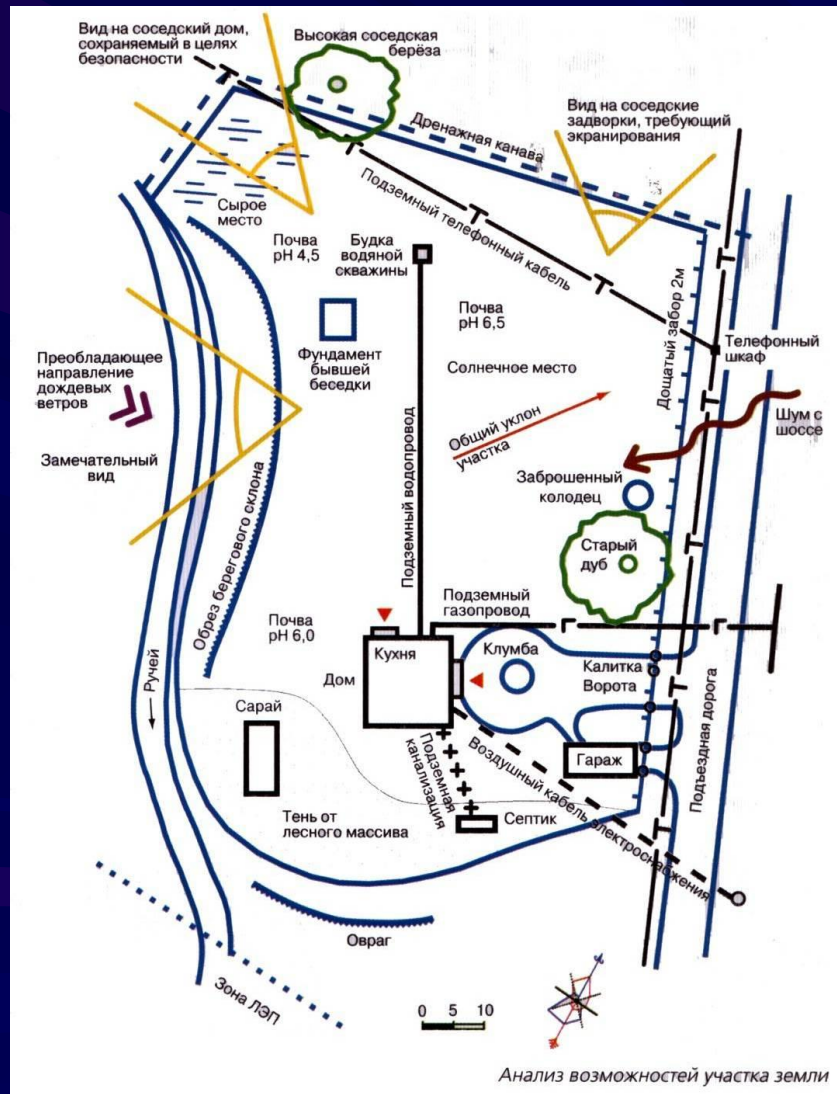 Вид на соседский дом,
сохраняемый в целях
безопасности
Высокая соседская
берёза
Вид на соседские
задворки, требующий
экранирования
Дренажная канава
Подземный телефонный кабель
Сырое
место
Почва
pH 4,5
Будка
водяной
скважины
Почва
pH 6,5
Дощатый забор 2м
Телефонный
шкаф
Фундамент
бывшей
беседки
Солнечное место
Преобладающее
направление
дождевых
ветров
Шум с
шоссе
Общий уклон
участка
Замечательный
вид
Заброшенный
колодец
Обрез берегового склона
Подземный водопровод
Старый
дуб
Подземный
газопровод
Почва
pH 6,0
Кухня
Клумба
Калитка
Дом
Ворота
Ручей
Сарай
Подъездная дорога
Гараж
Подземная
канализация
Воздушный кабель электроснабжения
Тень от
лесного массива
Септик
Овраг
Зона ЛЭП
0 5 10
Анализ возможностей участка земли